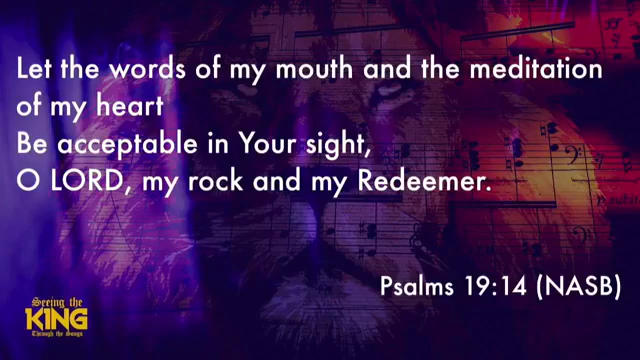 Let the words of my mouth and the meditation
of my heart
Be acceptable in Your sight,
O LORD, my rock and my Redeemer.
Psalms 19:14 (NASB)
Seeing the
KING
Through the Songs